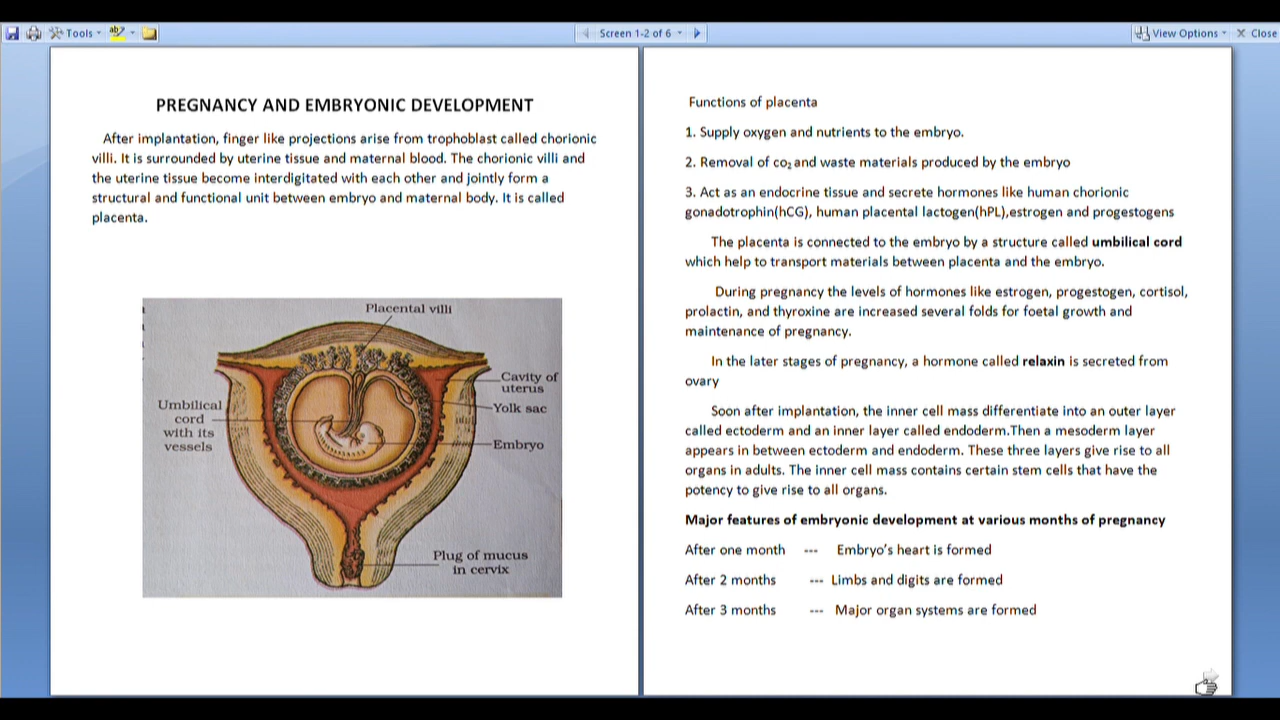 Tools
Screen 1-2 of 6
View Options
Close
PREGNANCY AND EMBRYONIC DEVELOPMENT
After implantation, finger like projections arise from trophoblast called chorionic
villi. It is surrounded by uterine tissue and maternal blood. The chorionic villi and
the uterine tissue become interdigitated with each other and jointly form a
structural and functional unit between embryo and maternal body. It is called
placenta.
Placental villi
Cavity of
uterus
Yolk sac
Embryo
Umbilical
cord
with its
vessels
Plug of mucus
in cervix
Functions of placenta
1. Supply oxygen and nutrients to the embryo.
2. Removal of co₂ and waste materials produced by the embryo
3. Act as an endocrine tissue and secrete hormones like human chorionic
gonadotrophin(hCG), human placental lactogen(hPL),estrogen and progestogens
The placenta is connected to the embryo by a structure called umbilical cord
which help to transport materials between placenta and the embryo.
During pregnancy the levels of hormones like estrogen, progestogen, cortisol,
prolactin, and thyroxine are increased several folds for foetal growth and
maintenance of pregnancy.
In the later stages of pregnancy, a hormone called relaxin is secreted from
ovary
Soon after implantation, the inner cell mass differentiate into an outer layer
called ectoderm and an inner layer called endoderm.Then a mesoderm layer
appears in between ectoderm and endoderm. These three layers give rise to all
organs in adults. The inner cell mass contains certain stem cells that have the
potency to give rise to all organs.
Major features of embryonic development at various months of pregnancy
After one month --- Embryo's heart is formed
After 2 months --- Limbs and digits are formed
After 3 months --- Major organ systems are formed